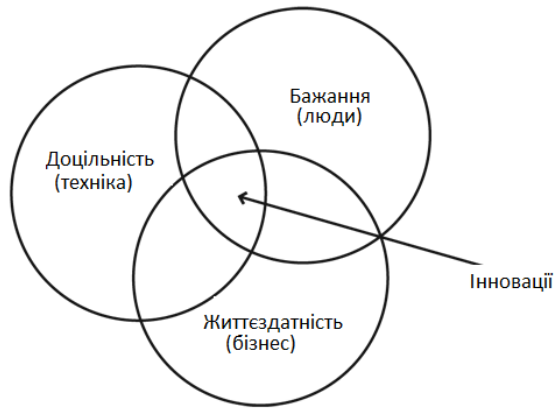 Бажання
(люди)
Доцільність
(техніка)
Інновації
Життєздатність
(бізнес)